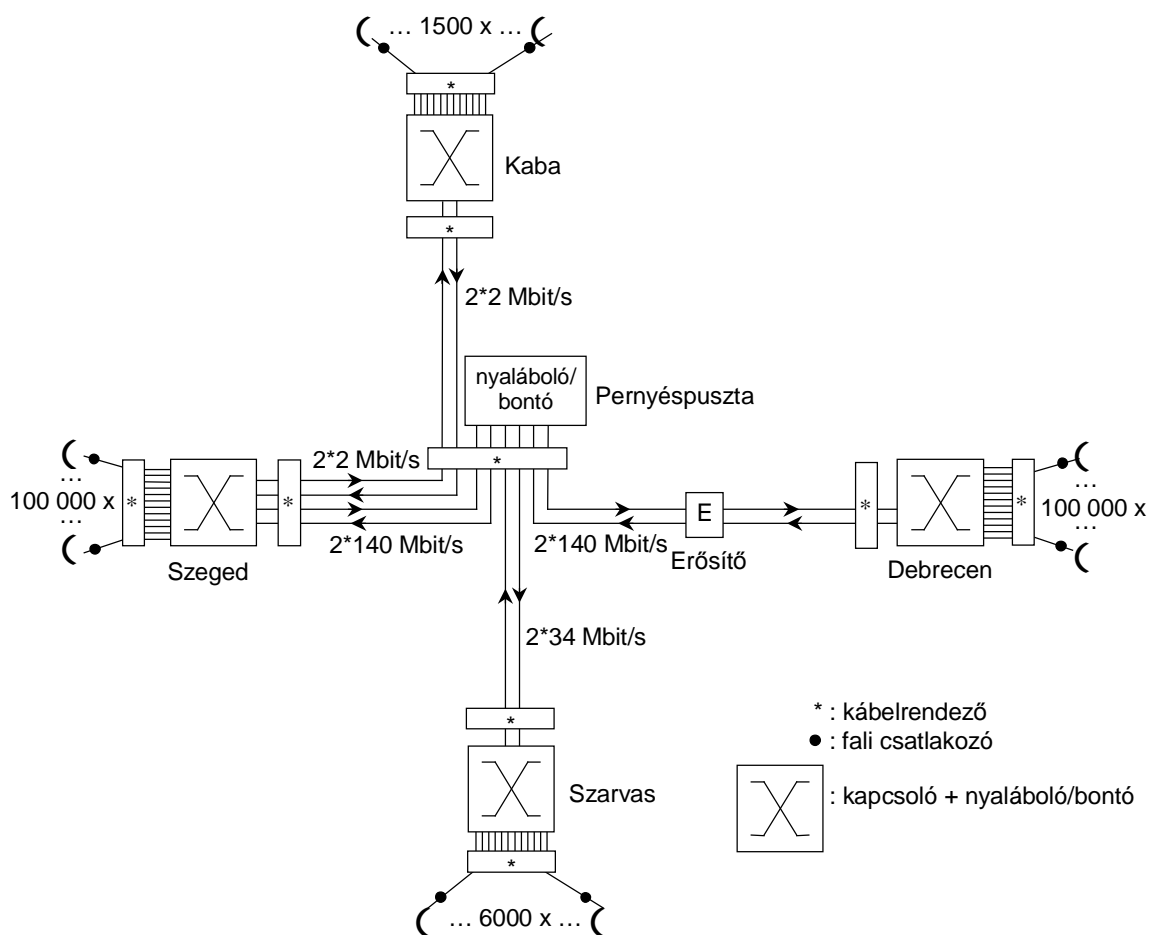 … 1500 x …
*
Kaba
*
2*2 Mbit/s
nyaláboló/
bontó
Pernyéspuszta
2*2 Mbit/s
*
…
100 000 x
…
*
*
2*140 Mbit/s
Szeged
2*140 Mbit/s
E
Erősítő
*
*
…
100 000 x
…
Debrecen
2*34 Mbit/s
*
Szarvas
*
… 6000 x …
* : kábelrendező
: fali csatlakozó
: kapcsoló + nyaláboló/bontó